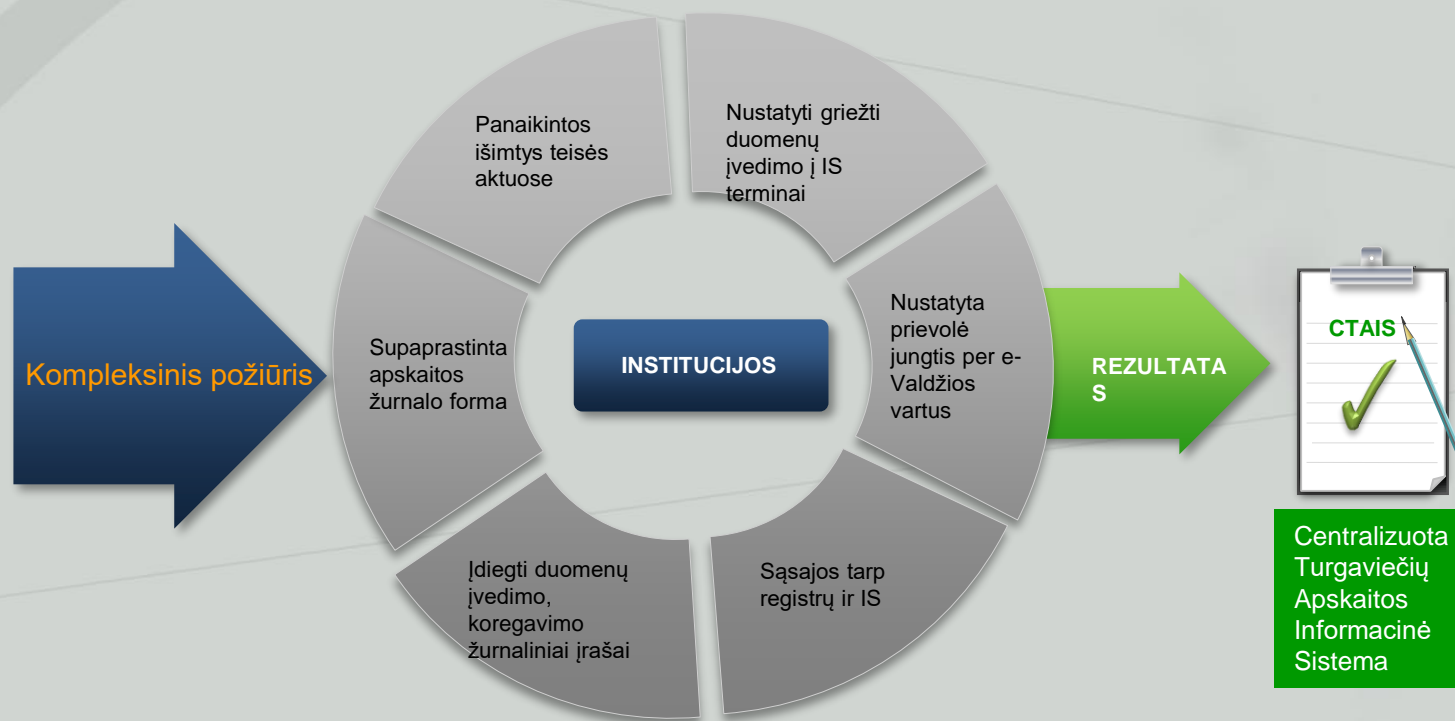 Panaikintos
išimtys teisės
aktuose
Nustatyti griežti
duomenų
įvedimo į IS
terminai
Kompleksinis požiūris
Supaprastinta
apskaitos
žurnalo forma
INSTITUCIJOS
Nustatyta
prievolė
jungtis per e-
Valdžios
vartus
REZULTATA
S
CTAIS
Įdiegti duomenų
įvedimo,
koregavimo
žurnaliniai įrašai
Sąsajos tarp
registrų ir IS
Centralizuota
Turgaviečių
Apskaitos
Informacinė
Sistema